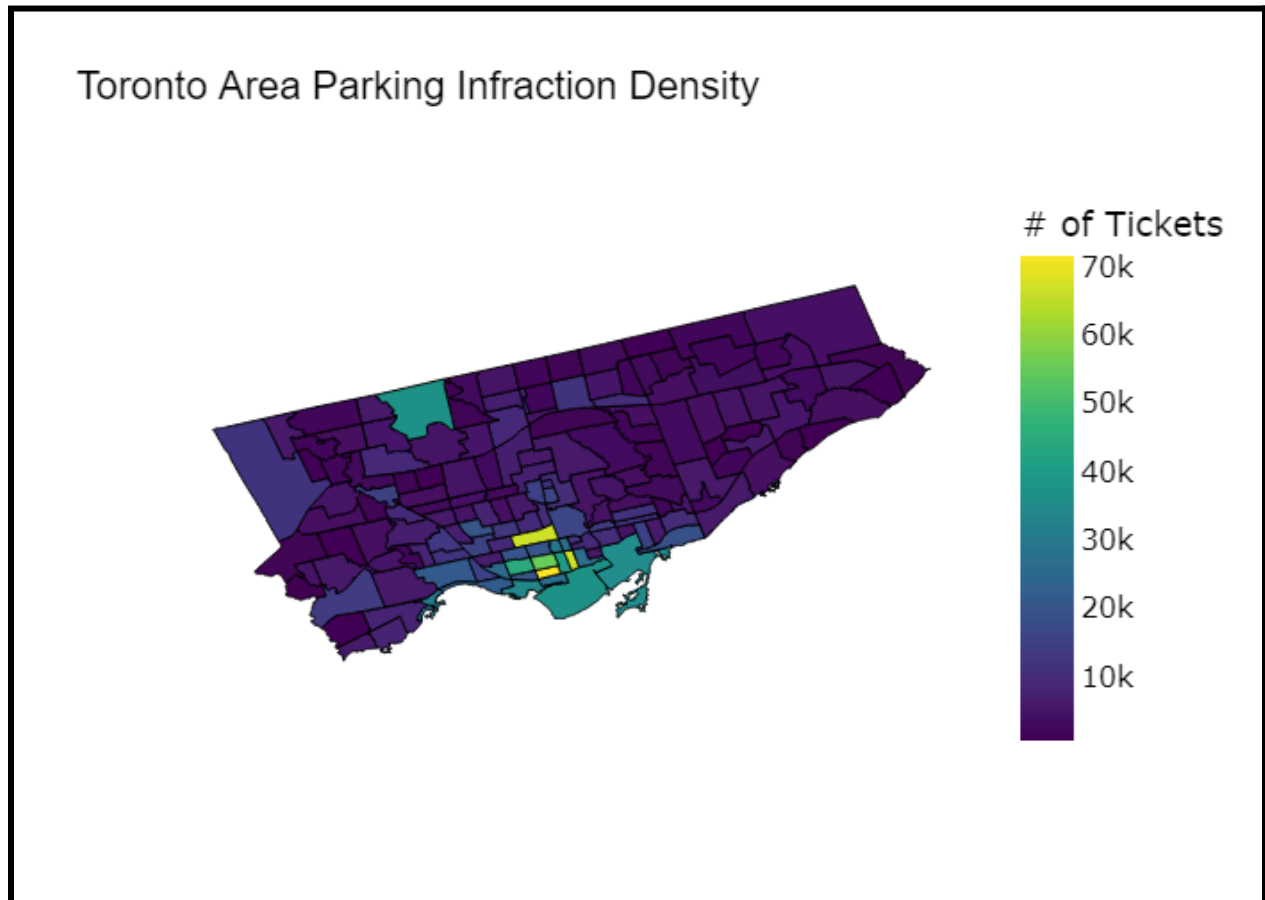 Toronto Area Parking Infraction Density
# of Tickets
70k
60k
50k
40k
30k
20k
10k